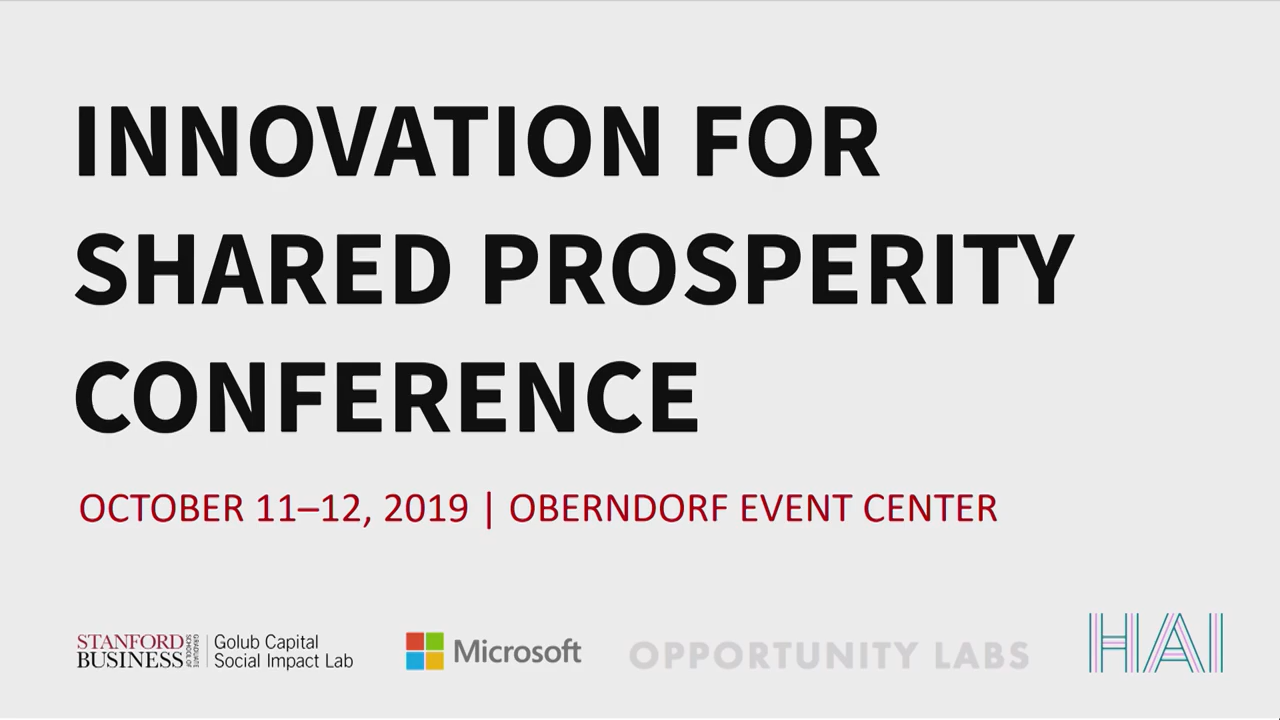 INNOVATION FOR
SHARED PROSPERITY
CONFERENCE
OCTOBER 11–12, 2019 | OBERNDORF EVENT CENTER
STANFORD GRADUATE SCHOOL OF BUSINESS
Golub Capital
Social Impact Lab
Microsoft
OPPORTUNITY LABS
HAI